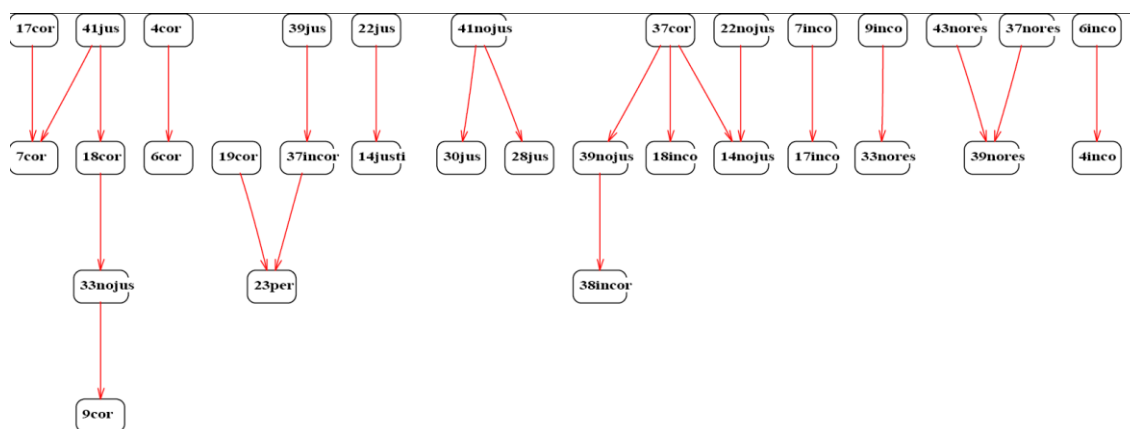 17cor 41jus 4cor 39jus 22jus 41nojus 37cor 22nojus 7inco 9inco 43nores 37nores 6inco
7cor 18cor 6cor 19cor 37incor 14justi 30jus 28jus 39nojus 18inco 14nojus 17inco 33nores 39nores 4inco
33nojus 23per 38incor
9cor